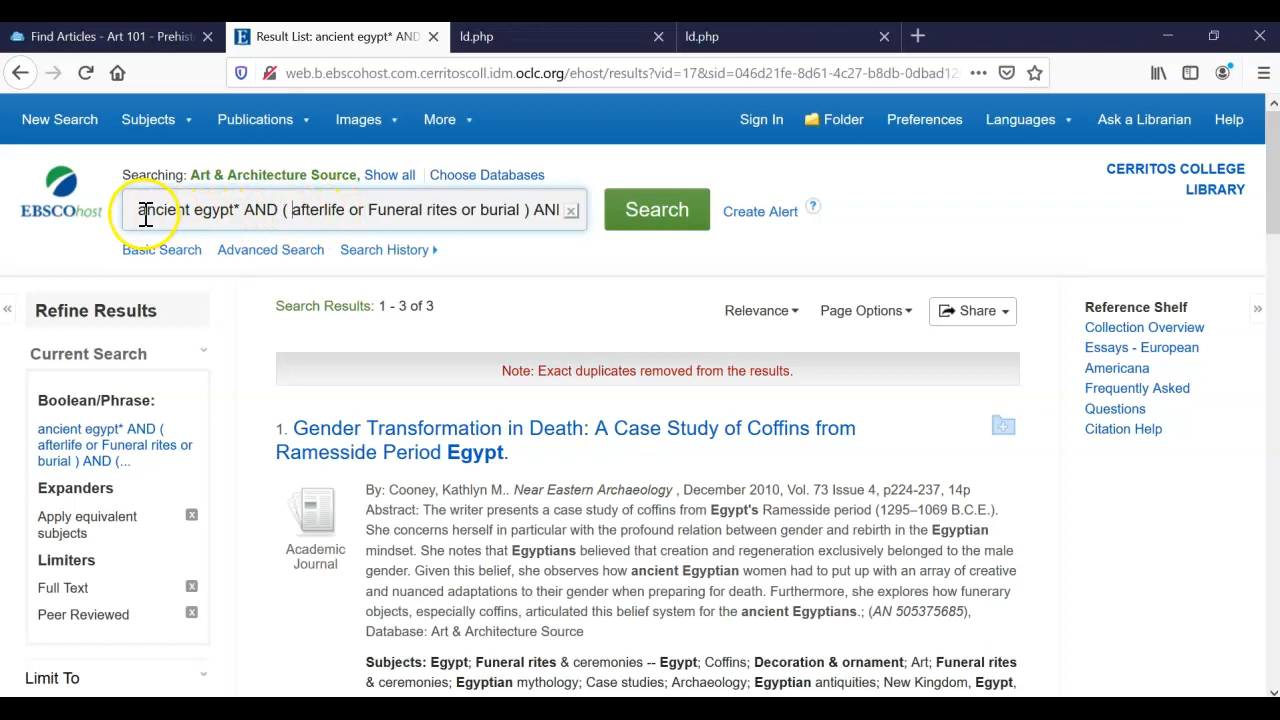 Find Articles - Art 101 - Prehist
Result List: ancient egypt* AND
ld.php
ld.php
web.b.ebscohost.com.cerritoscoll.idm.oclc.org/ehost/results?vid=17&sid=046d21fe-8d61-4c27-b8db-0dbad12
New Search Subjects Publications Images More Sign In Folder Preferences Languages Ask a Librarian Help
Searching: Art & Architecture Source, Show all Choose Databases
CERRITOS COLLEGE
LIBRARY
EBSCOhost
ancient egypt* AND ( afterlife or Funeral rites or burial ) AND
Search
Create Alert ?
Basic Search Advanced Search Search History
Refine Results
Current Search
Boolean/Phrase:
ancient egypt* AND (
afterlife or Funeral rites or
burial ) AND (...
Expanders
Apply equivalent
subjects
Limiters
Full Text
Peer Reviewed
Limit To
Search Results: 1 - 3 of 3
Relevance Page Options Share
Note: Exact duplicates removed from the results.
1. Gender Transformation in Death: A Case Study of Coffins from
Ramesside Period Egypt.
Academic
Journal
By: Cooney, Kathlyn M.. Near Eastern Archaeology , December 2010, Vol. 73 Issue 4, p224-237, 14p
Abstract: The writer presents a case study of coffins from Egypt's Ramesside period (1295–1069 B.C.E.).
She concerns herself in particular with the profound relation between gender and rebirth in the Egyptian
mindset. She notes that Egyptians believed that creation and regeneration exclusively belonged to the male
gender. Given this belief, she observes how ancient Egyptian women had to put up with an array of creative
and nuanced adaptations to their gender when preparing for death. Furthermore, she explores how funerary
objects, especially coffins, articulated this belief system for the ancient Egyptians.; (AN 505375685),
Database: Art & Architecture Source
Subjects: Egypt; Funeral rites & ceremonies -- Egypt; Coffins; Decoration & ornament; Art; Funeral rites
& ceremonies; Egyptian mythology; Case studies; Archaeology; Egyptian antiquities; New Kingdom, Egypt,
Reference Shelf
Collection Overview
Essays - European
Americana
Frequently Asked
Questions
Citation Help